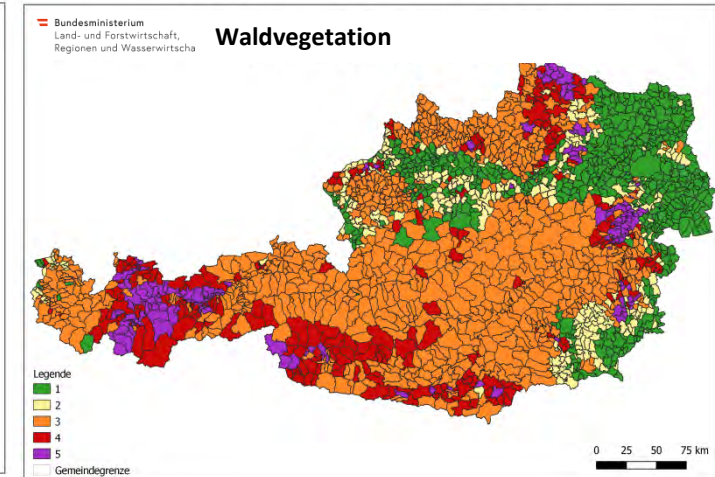 Bundesministerium
Land- und Forstwirtschaft,
Regionen und Wasserwirtscha
Waldvegetation
Legende
1
2
3
4
5
Gemeindegrenze
0 25 50 75 km